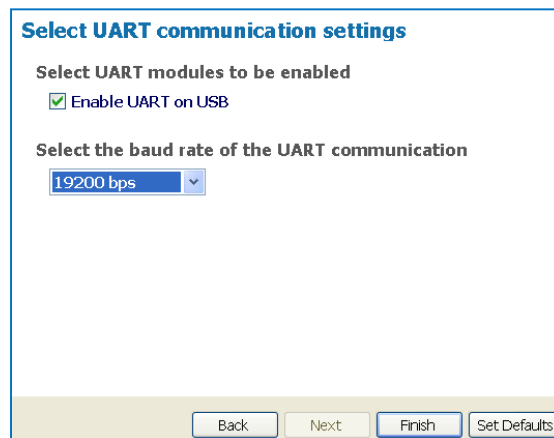 Select UART communication settings
Select UART modules to be enabled
Enable UART on USB
Select the baud rate of the UART communication
19200 bps
Back Next Finish Set Defaults